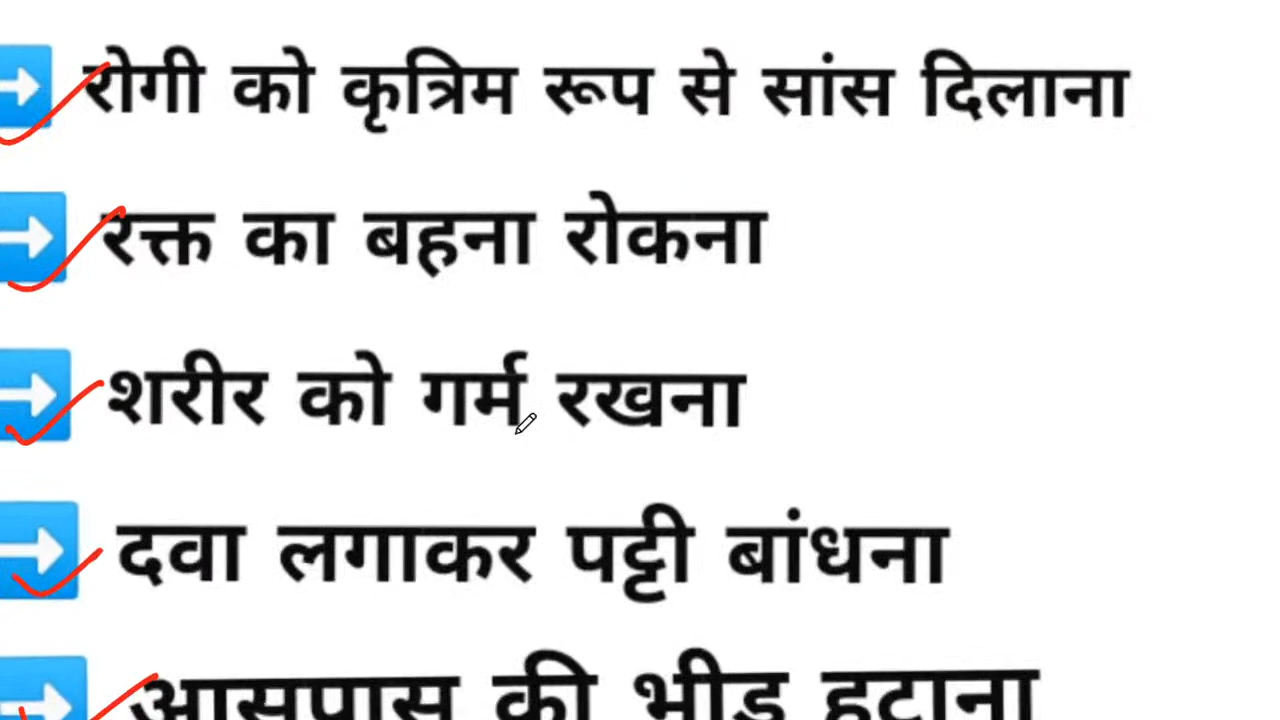 रोगी को कृत्रिम रूप से सांस दिलाना
रक्त का बहना रोकना
शरीर को गर्म रखना
दवा लगाकर पट्टी बांधना
आसपास की भीड़ हटाना